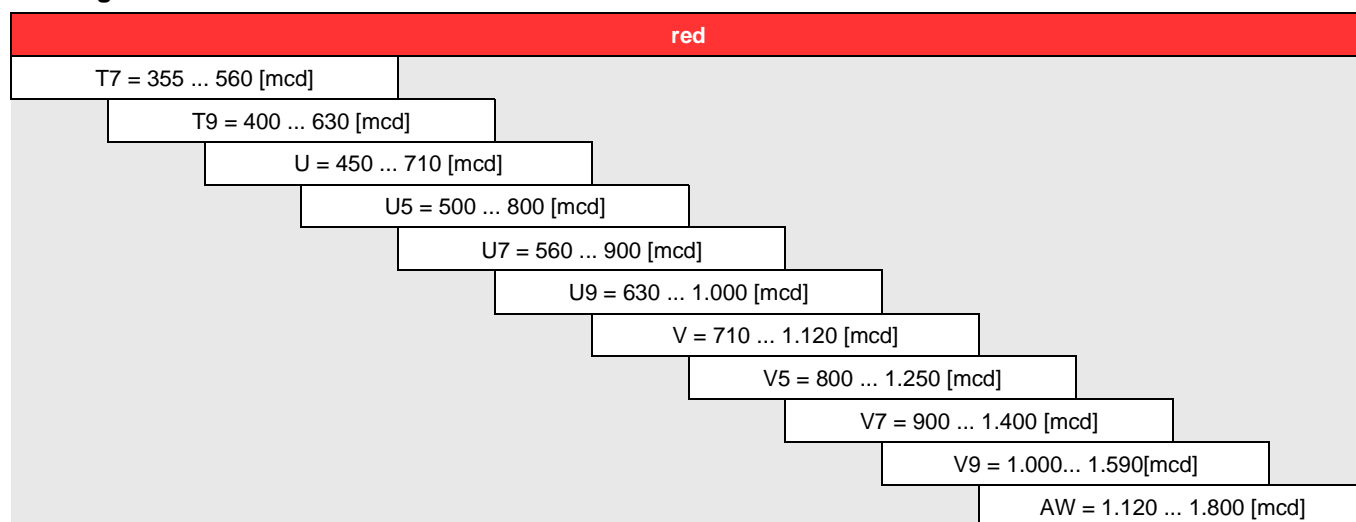 red
T7 = 355 ... 560 [mcd]
T9 = 400 ... 630 [mcd]
U = 450 ... 710 [mcd]
U5 = 500 ... 800 [mcd]
U7 = 560 ... 900 [mcd]
U9 = 630 ... 1.000 [mcd]
V = 710 ... 1.120 [mcd]
V5 = 800 ... 1.250 [mcd]
V7 = 900 ... 1.400 [mcd]
V9 = 1.000... 1.590[mcd]
AW = 1.120 ... 1.800 [mcd]